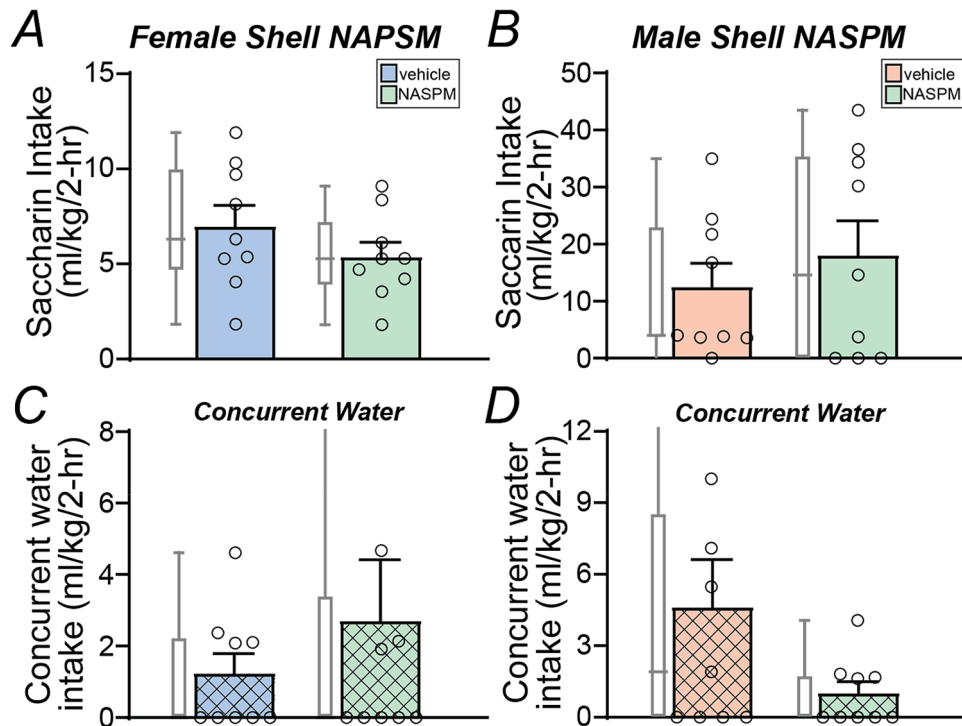 A
Female Shell NAPSM
vehicle
NASPM
Saccharin Intake
(ml/kg/2-hr)
15
10
5
0
B
Male Shell NASPM
vehicle
NASPM
Saccarin Intake
(ml/kg/2-hr)
50
40
30
20
10
0
C
Concurrent Water
Concurrent water
intake (ml/kg/2-hr)
8
6
4
2
0
D
Concurrent Water
Concurrent water
intake (ml/kg/2-hr)
12
9
6
3
0